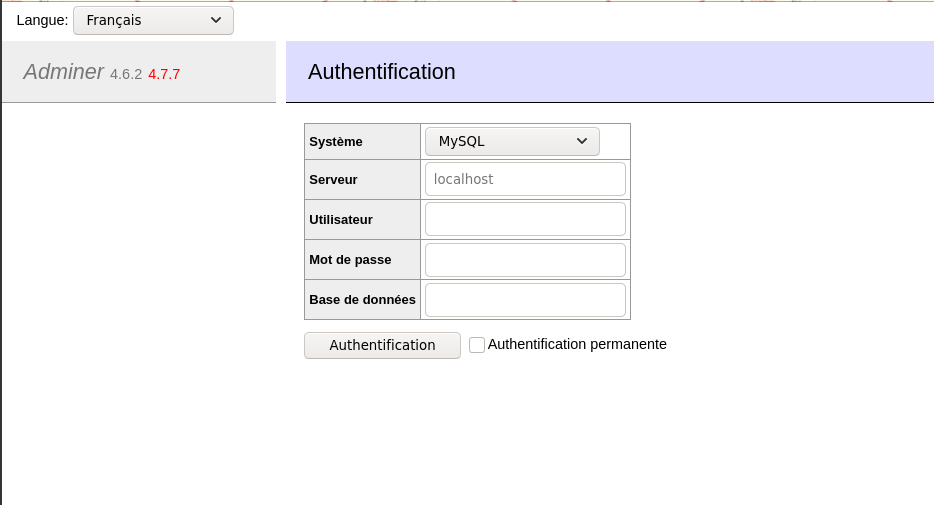 Langue: Français
Adminer 4.6.2 4.7.7
Authentification
Système MySQL
Serveur localhost
Utilisateur
Mot de passe
Base de données
Authentification Authentification permanente